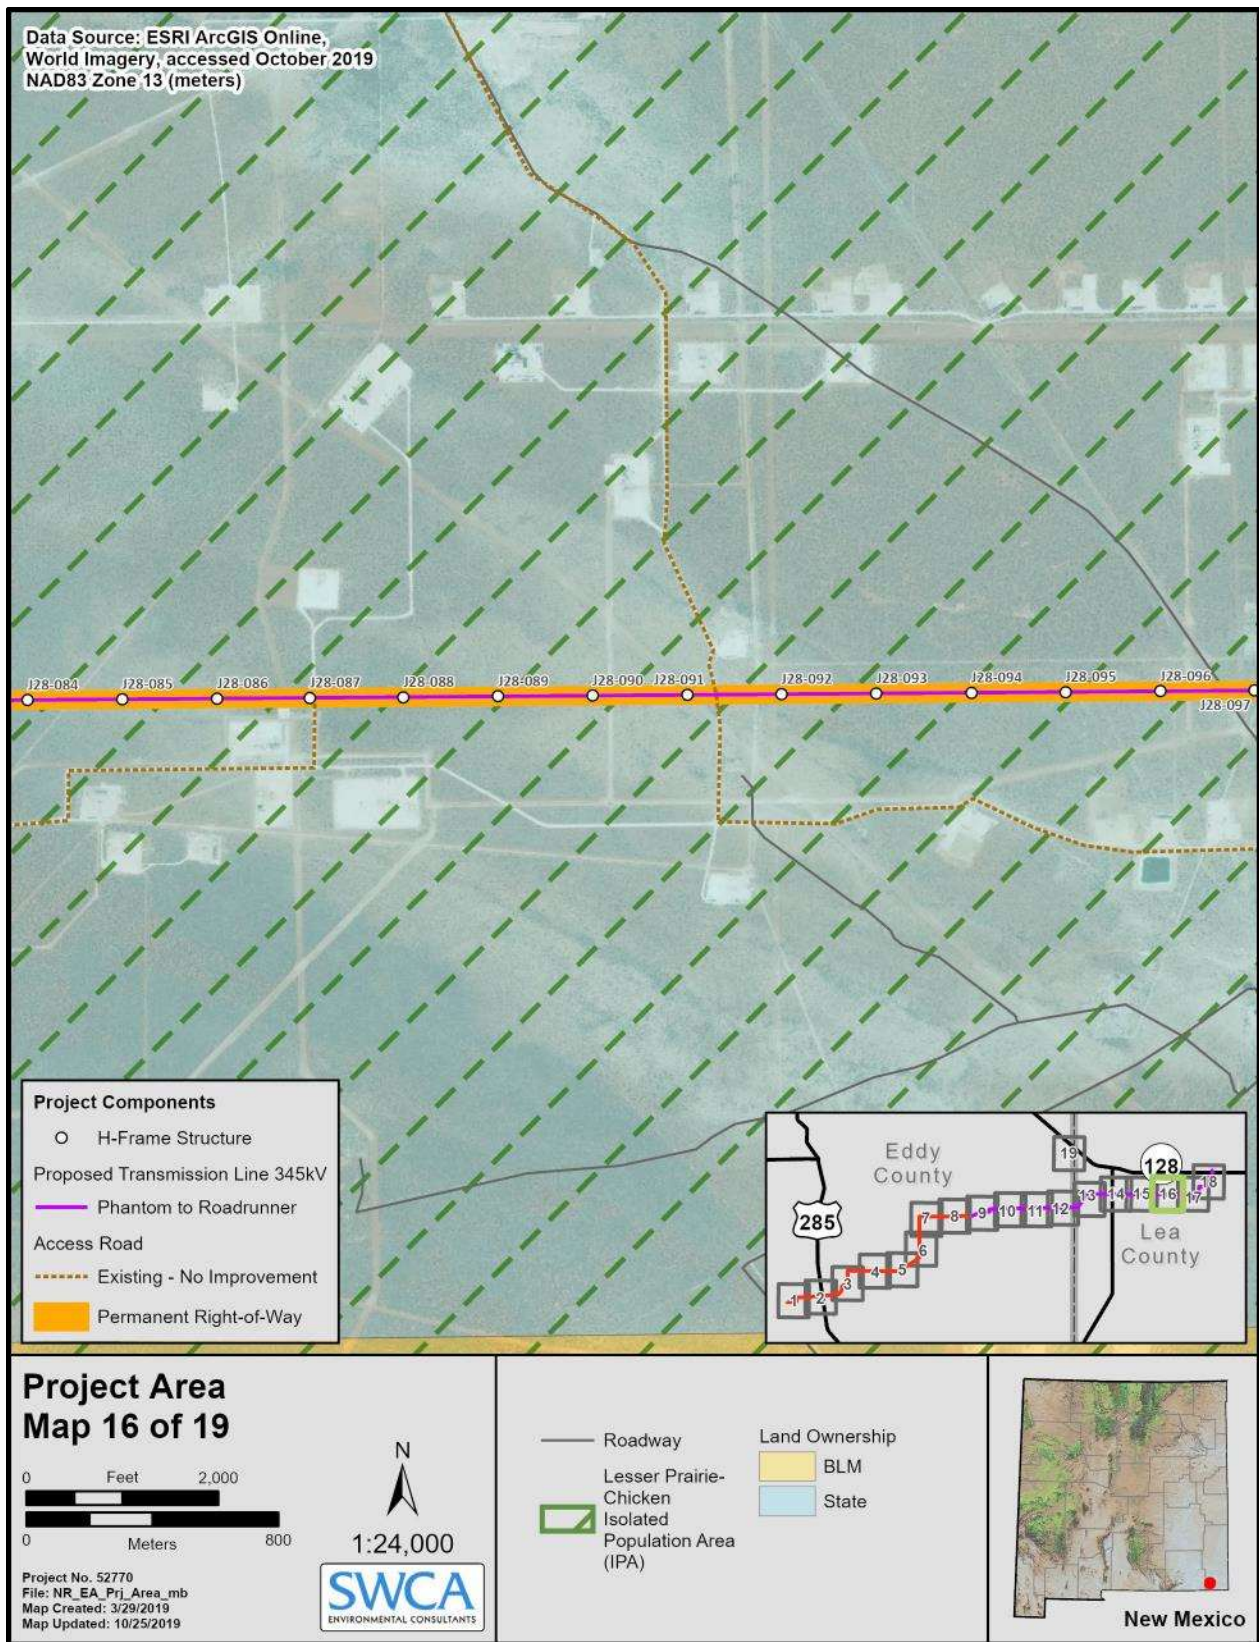 Data Source: ESRI ArcGIS Online,
World Imagery, accessed October 2019
NAD83 Zone 13 (meters)
J28-084
J28-085
J28-086
J28-087
J28-088
J28-089
J28-090
J28-091
J28-092
J28-093
J28-094
J28-095
J28-096
J28-097
Project Components
H-Frame Structure
Proposed Transmission Line 345kV
Phantom to Roadrunner
Access Road
Existing - No Improvement
Permanent Right-of-Way
Eddy
County
285
128
Lea
County
1
2
3
4
5
6
7
8
9
10
11
12
13
14
15
16
17
18
19
Project Area
Map 16 of 19
0 Feet 2,000
0 Meters 800
N
1:24,000
Project No. 52770
File: NR_EA_Prj_Area_mb
Map Created: 3/29/2019
Map Updated: 10/25/2019
SWCA
ENVIRONMENTAL CONSULTANTS
Roadway
Lesser Prairie-
Chicken
Isolated
Population Area
(IPA)
Land Ownership
BLM
State
New Mexico